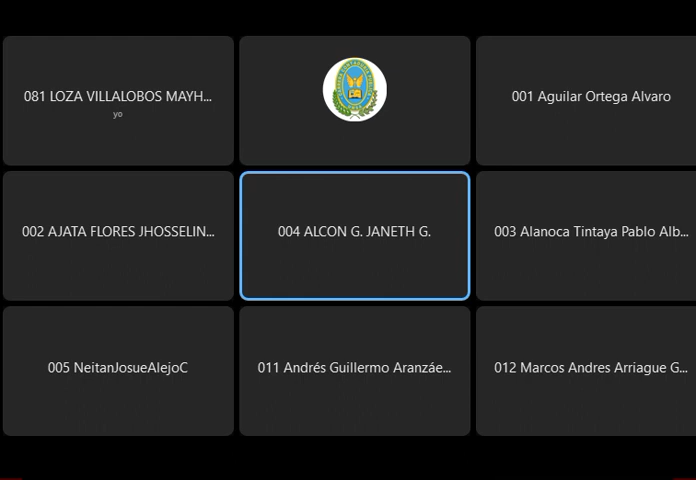 081 LOZA VILLALOBOS MAYH...
yo
001 Aguilar Ortega Alvaro
002 AJATA FLORES JHOSSELIN...
004 ALCON G. JANETH G.
003 Alanoca Tintaya Pablo Alb...
005 NeitanJosueAlejoC
011 Andrés Guillermo Aranzáe...
012 Marcos Andres Arriague G...